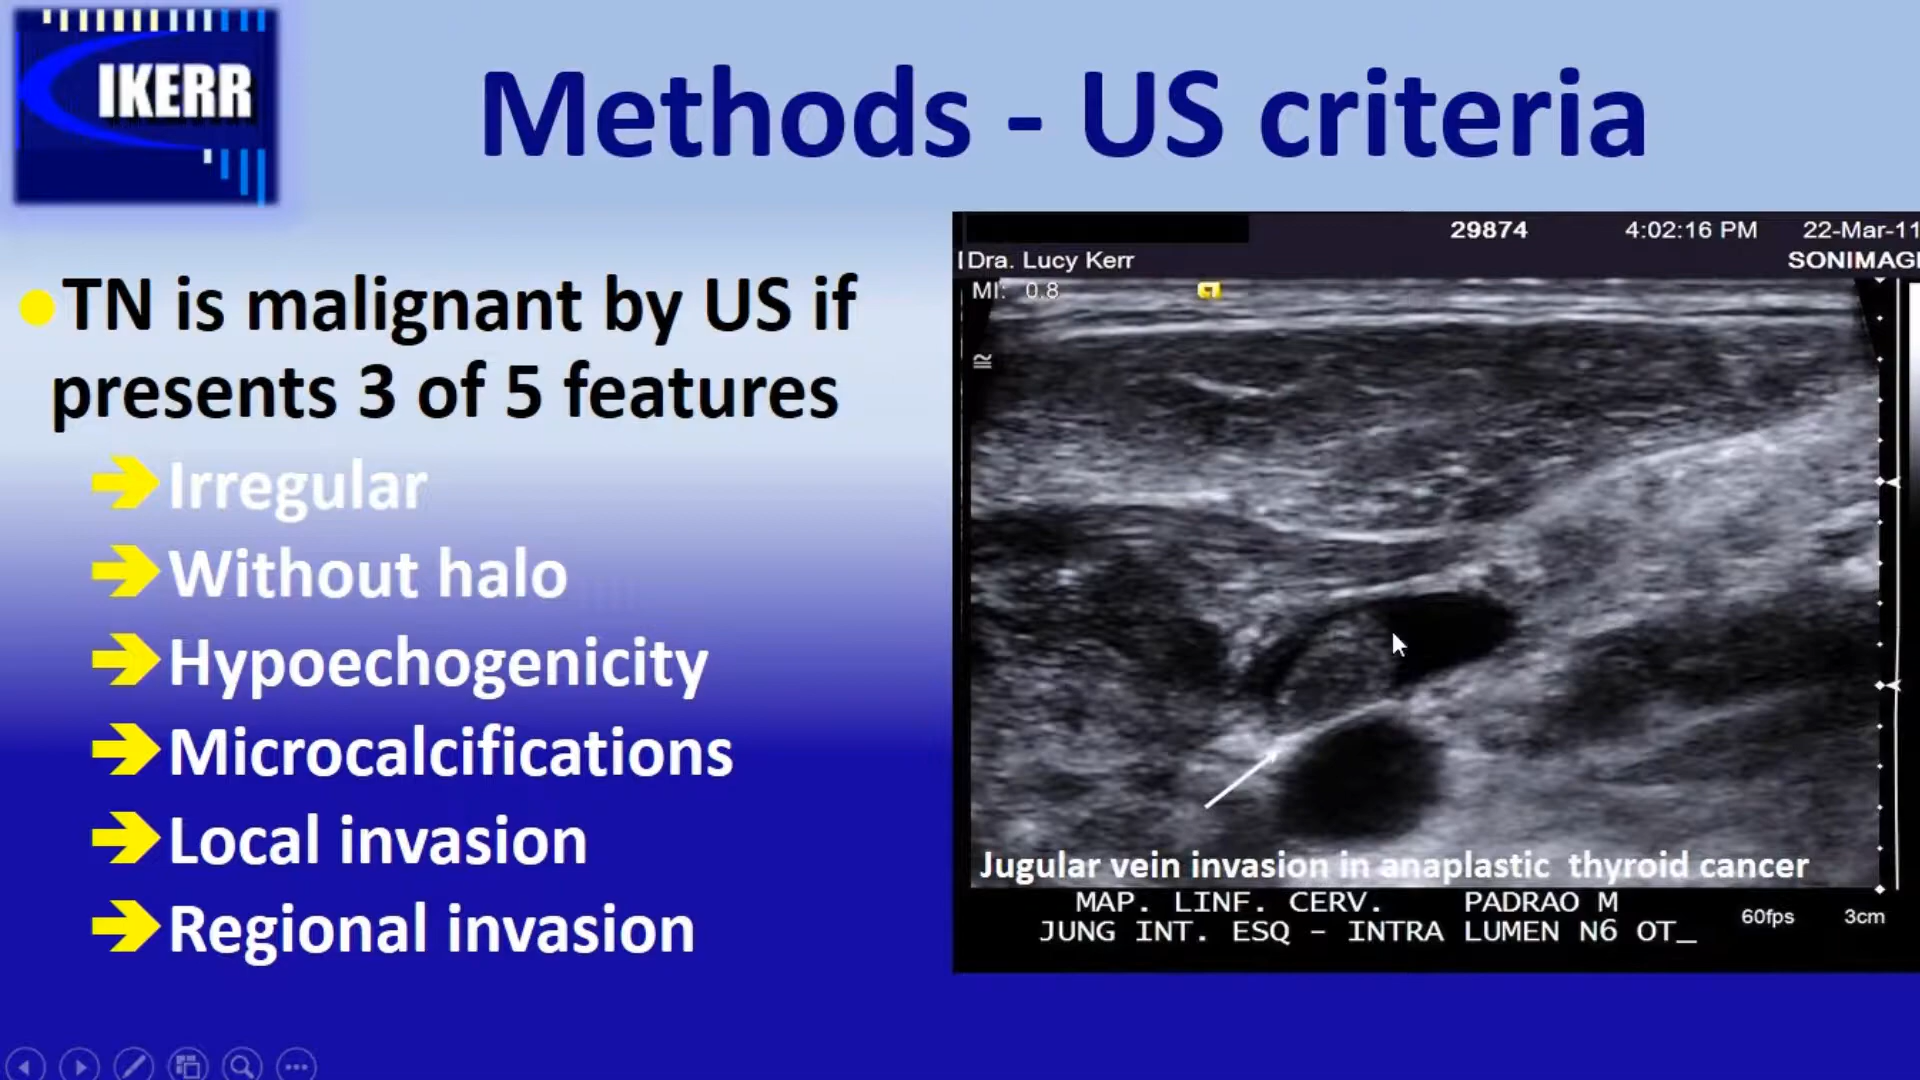 IKERR
Methods - US criteria
TN is malignant by US if
presents 3 of 5 features
Irregular
Without halo
Hypoechogenicity
Microcalcifications
Local invasion
Regional invasion
29874 4:02:16 PM 22-Mar-11
Dra. Lucy Kerr SONIMAG
MI: 0.8
Jugular vein invasion in anaplastic thyroid cancer
MAP. LINF. CERV. PADRAO M
JUNG INT. ESQ - INTRA LUMEN N6 OT_
60fps 3cm